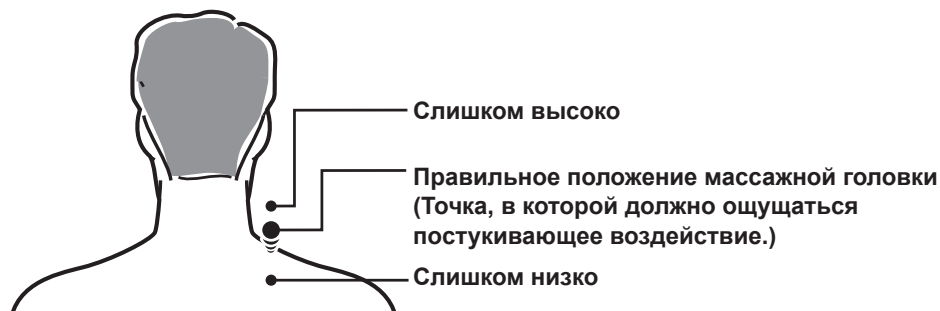 Слишком высоко
Правильное положение массажной головки
(Точка, в которой должно ощущаться
постукивающее воздействие.)
Слишком низко